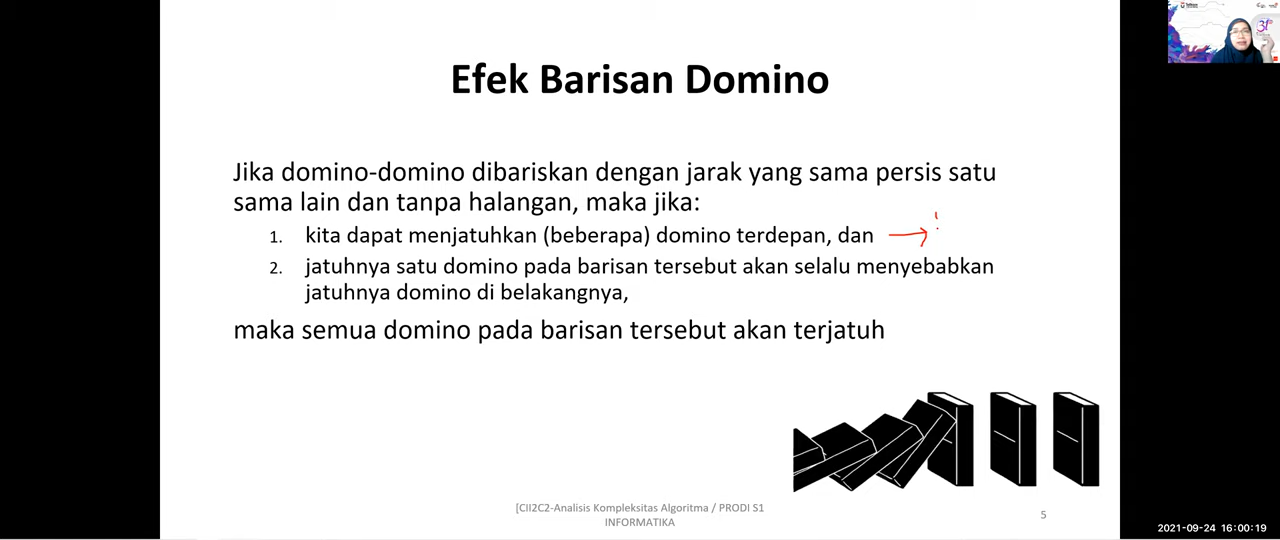 Efek Barisan Domino
Jika domino-domino dibariskan dengan jarak yang sama persis satu
sama lain dan tanpa halangan, maka jika:
1. kita dapat menjatuhkan (beberapa) domino terdepan, dan
2. jatuhnya satu domino pada barisan tersebut akan selalu menyebabkan
jatuhnya domino di belakangnya,
maka semua domino pada barisan tersebut akan terjatuh
[CII2C2-Analisis Kompleksitas Algoritma / PRODI S1
INFORMATIKA
5
2021-09-24 16:00:19